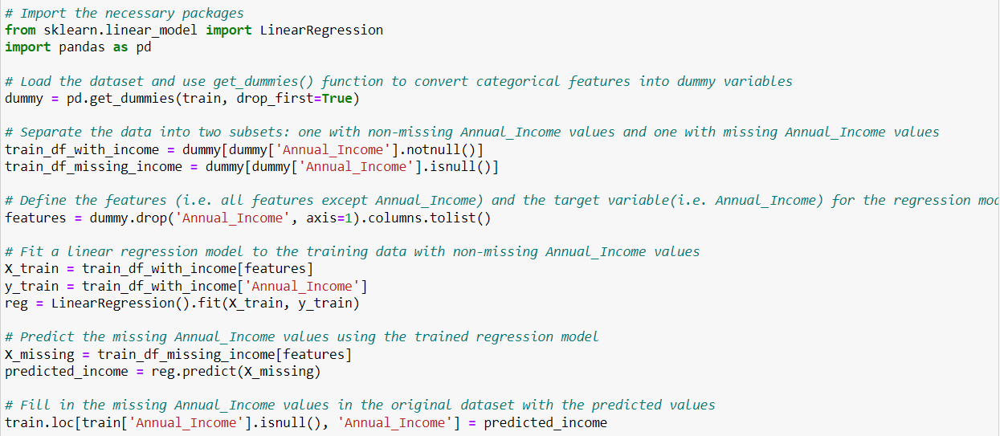 # Import the necessary packages
from sklearn.linear_model import LinearRegression
import pandas as pd
# Load the dataset and use get_dummies() function to convert categorical features into dummy variables
dummy = pd.get_dummies(train, drop_first=True)
# Separate the data into two subsets: one with non-missing Annual_Income values and one with missing Annual_Income values
train_df_with_income = dummy[dummy['Annual_Income'].notnull()]
train_df_missing_income = dummy[dummy['Annual_Income'].isnull()]
# Define the features (i.e. all features except Annual_Income) and the target variable(i.e. Annual_Income) for the regression
features = dummy.drop('Annual_Income', axis=1).columns.tolist()
# Fit a linear regression model to the training data with non-missing Annual_Income values
X_train = train_df_with_income[features]
y_train = train_df_with_income['Annual_Income']
reg = LinearRegression().fit(X_train, y_train)
# Predict the missing Annual_Income values using the trained regression model
X_missing = train_df_missing_income[features]
predicted_income = reg.predict(X_missing)
# Fill in the missing Annual_Income values in the original dataset with the predicted values
train.loc[train['Annual_Income'].isnull(), 'Annual_Income'] = predicted_income